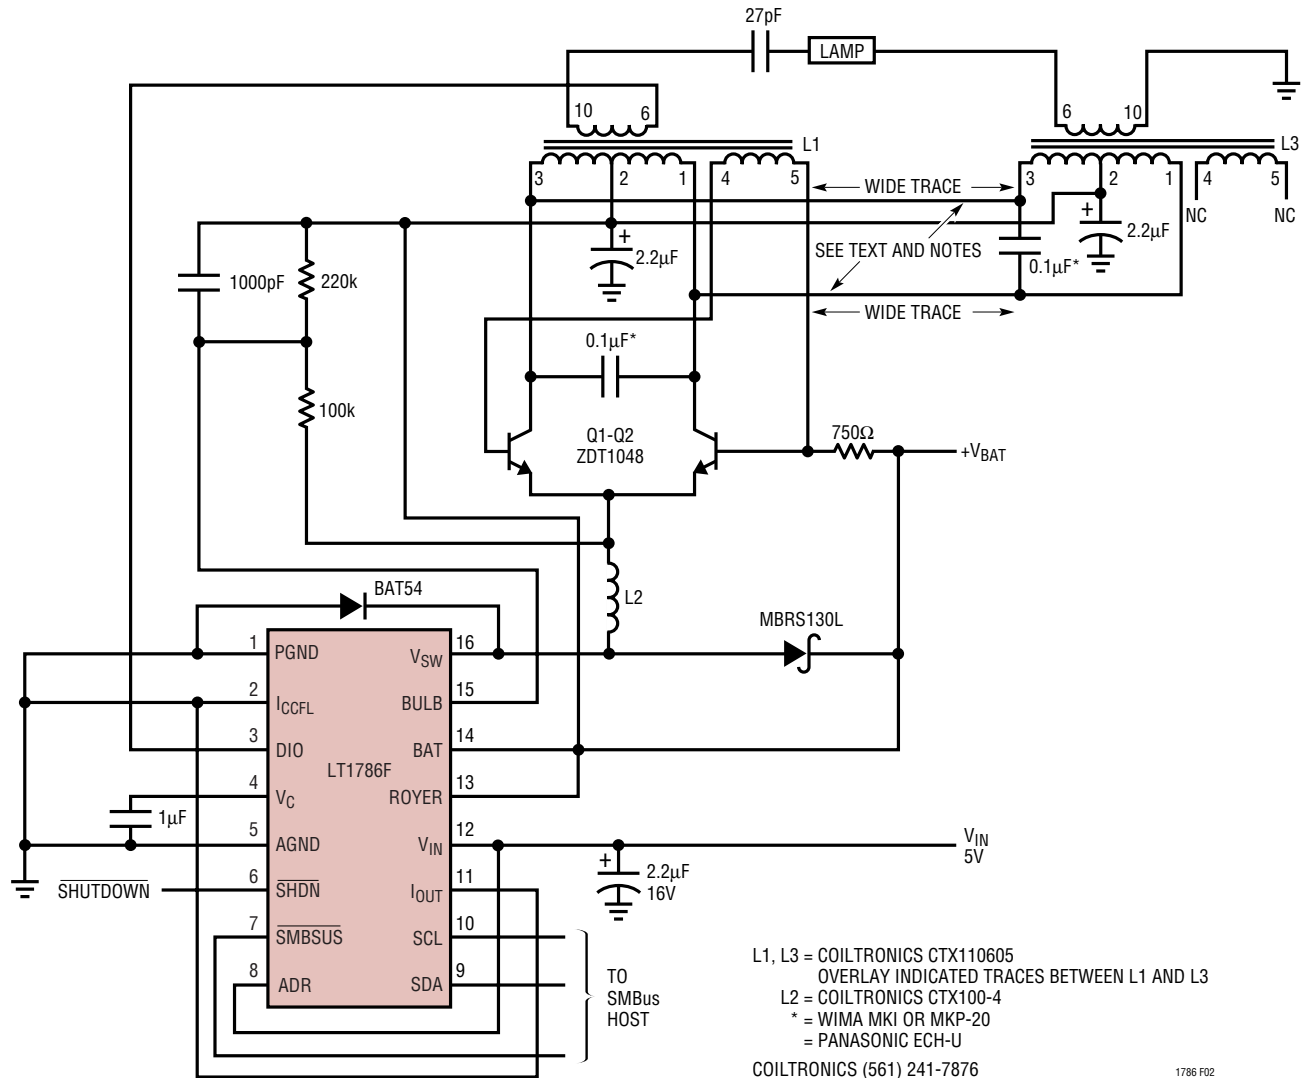 27pF
LAMP
10 6
6 10
L1
L3
3 2 1 4 5
WIDE TRACE
3 2 1 4 5
NC
NC
+
2.2µF
+
2.2µF
SEE TEXT AND NOTES
0.1µF*
1000pF
220k
WIDE TRACE
0.1µF*
100k
Q1-Q2
ZDT1048
750Ω
+VBAT
BAT54
L2
MBRS130L
1 PGND
VSW 16
2 ICCFL
BULB 15
3 DIO
BAT 14
LT1786F
4 VC
ROYER 13
1µF
5 AGND
VIN 12
VIN
5V
SHUTDOWN
6 SHDN
IOUT 11
+
2.2µF
16V
7 SMBSUS
SCL 10
8 ADR
SDA 9
TO
SMBus
HOST
L1, L3 = COILTRONICS CTX110605
OVERLAY INDICATED TRACES BETWEEN L1 AND L3
L2 = COILTRONICS CTX100-4
* = WIMA MKI OR MKP-20
= PANASONIC ECH-U
COILTRONICS (561) 241-7876
1786 F02